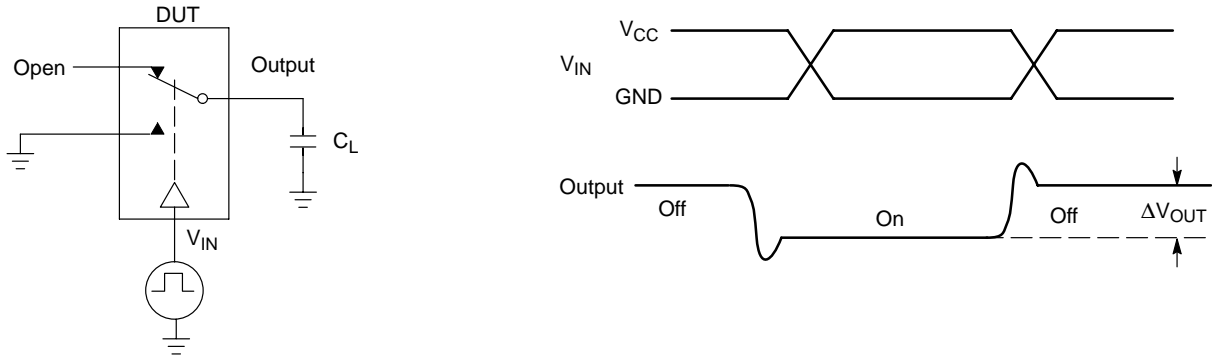 DUT
Open
Output
C_L
V_IN
V_CC
V_IN
GND
Output
Off
On
Off
ΔV_OUT